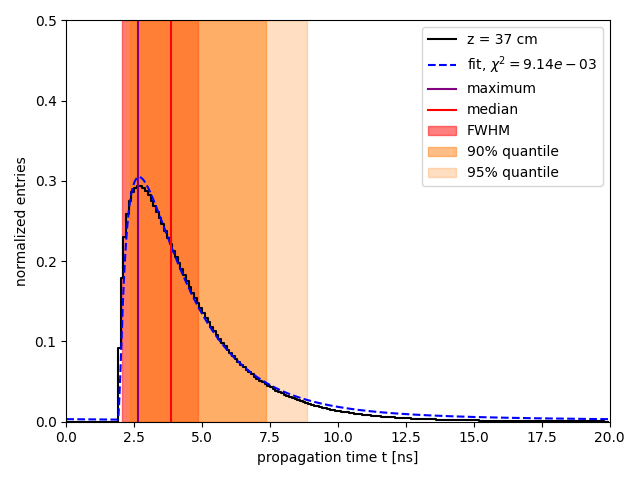 0.5
0.4
0.3
0.2
0.1
0.0
normalized entries
0.0 2.5 5.0 7.5 10.0 12.5 15.0 17.5 20.0
propagation time t [ns]
z = 37 cm
fit, χ² = 9.14e − 03
maximum
median
FWHM
90% quantile
95% quantile